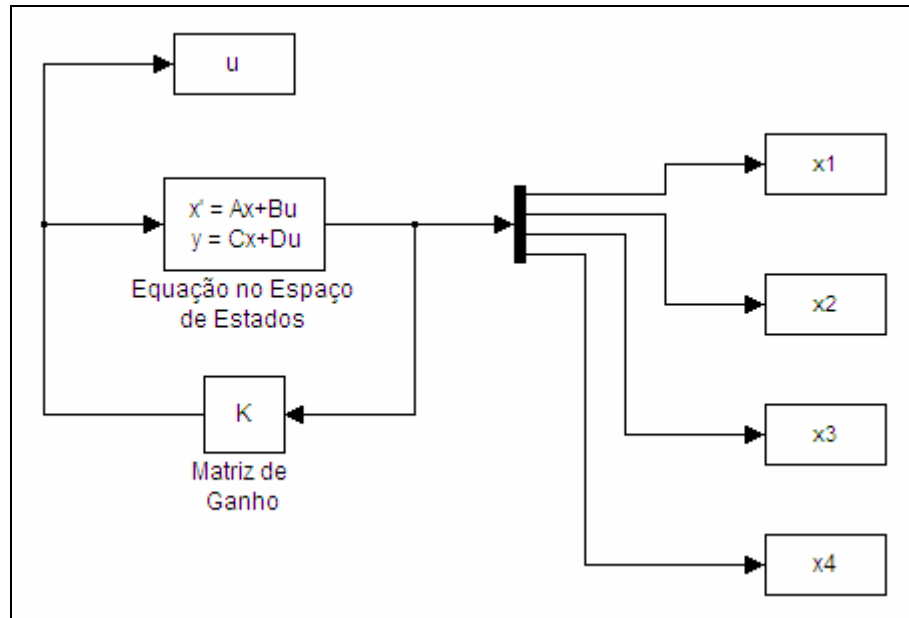 u
x' = Ax+Bu
y = Cx+Du
Equação no Espaço
de Estados
K
Matriz de
Ganho
x1
x2
x3
x4